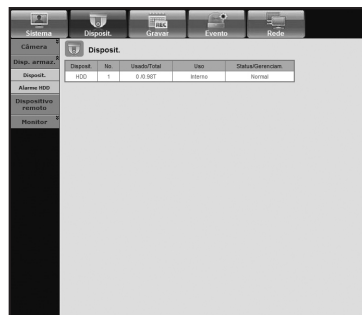 Sistema Disposit. Gravar Evento Rede
REC
Câmera
Disp. armaz.
Disposit.
Alarme HDD
Dispositivo remoto
Monitor
Disposit.
Disposit. No. Usado/Total Uso Status/Gerenciam.
HDD 1 0./0.98T Interno Normal